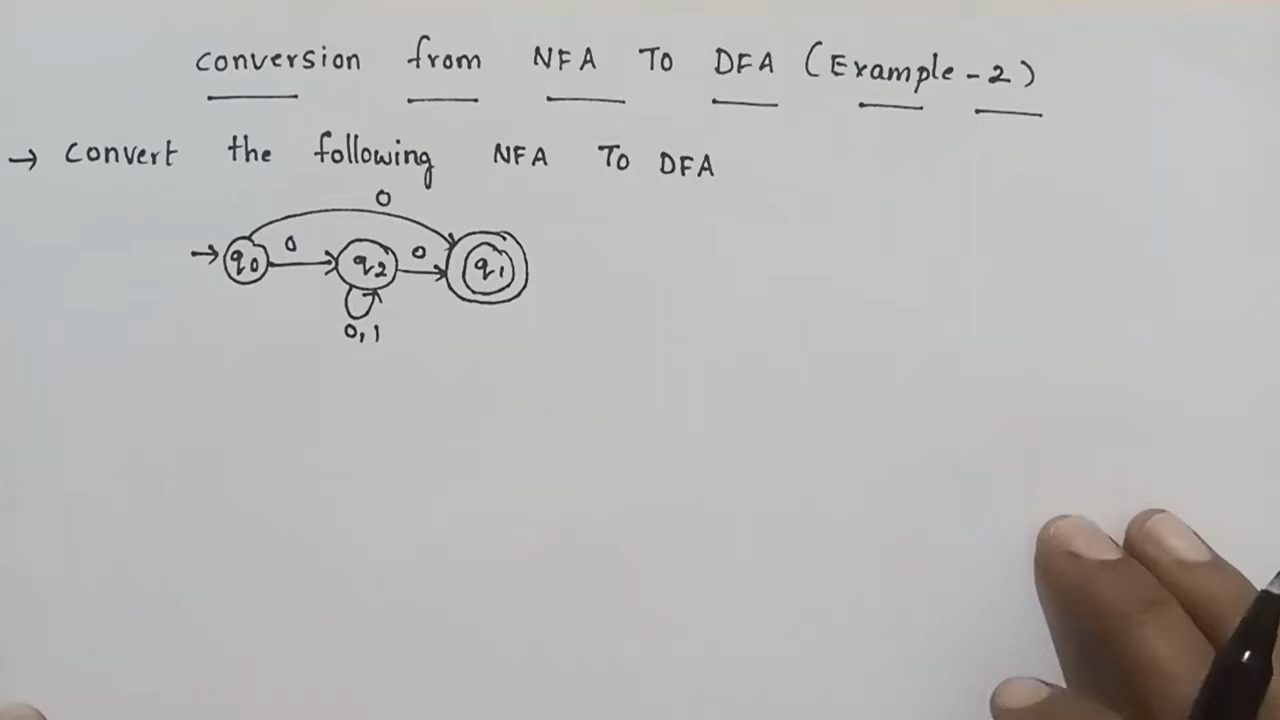 conversion from NFA To DFA (Example-2)
→ convert the following NFA To DFA
0
→ q0 0 q2 0 q1
0,1